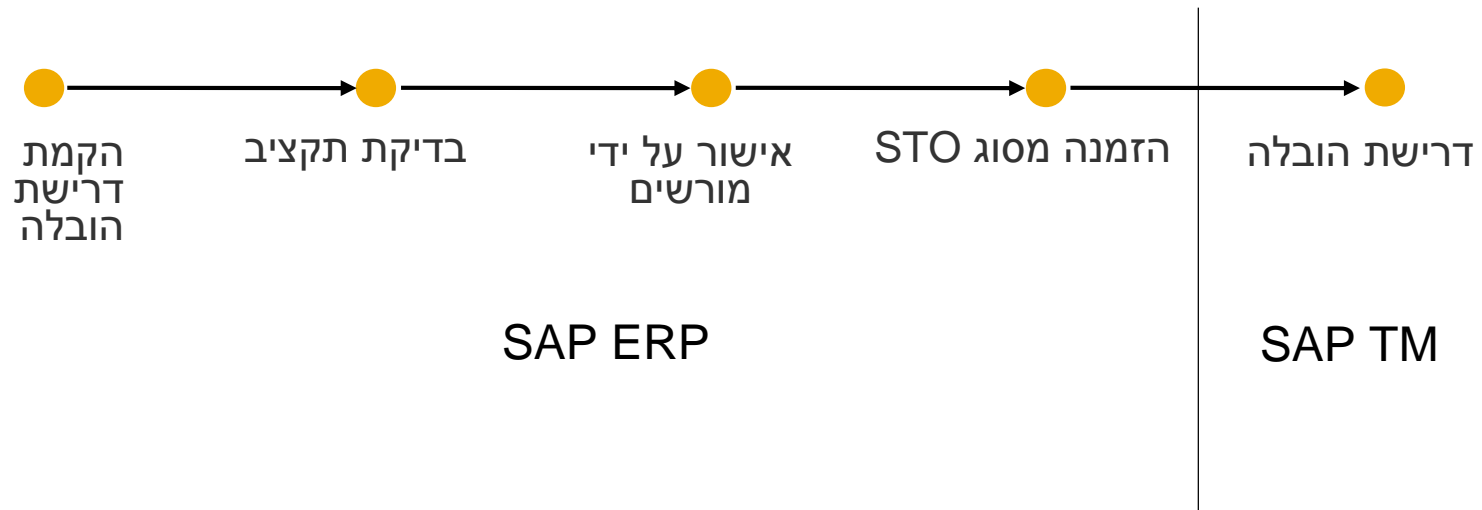 הקמת
דרישת
הובלה
בדיקת תקציב
אישור על ידי
מורשים
הזמנה מסוג STO
דרישת הובלה
SAP ERP
SAP TM